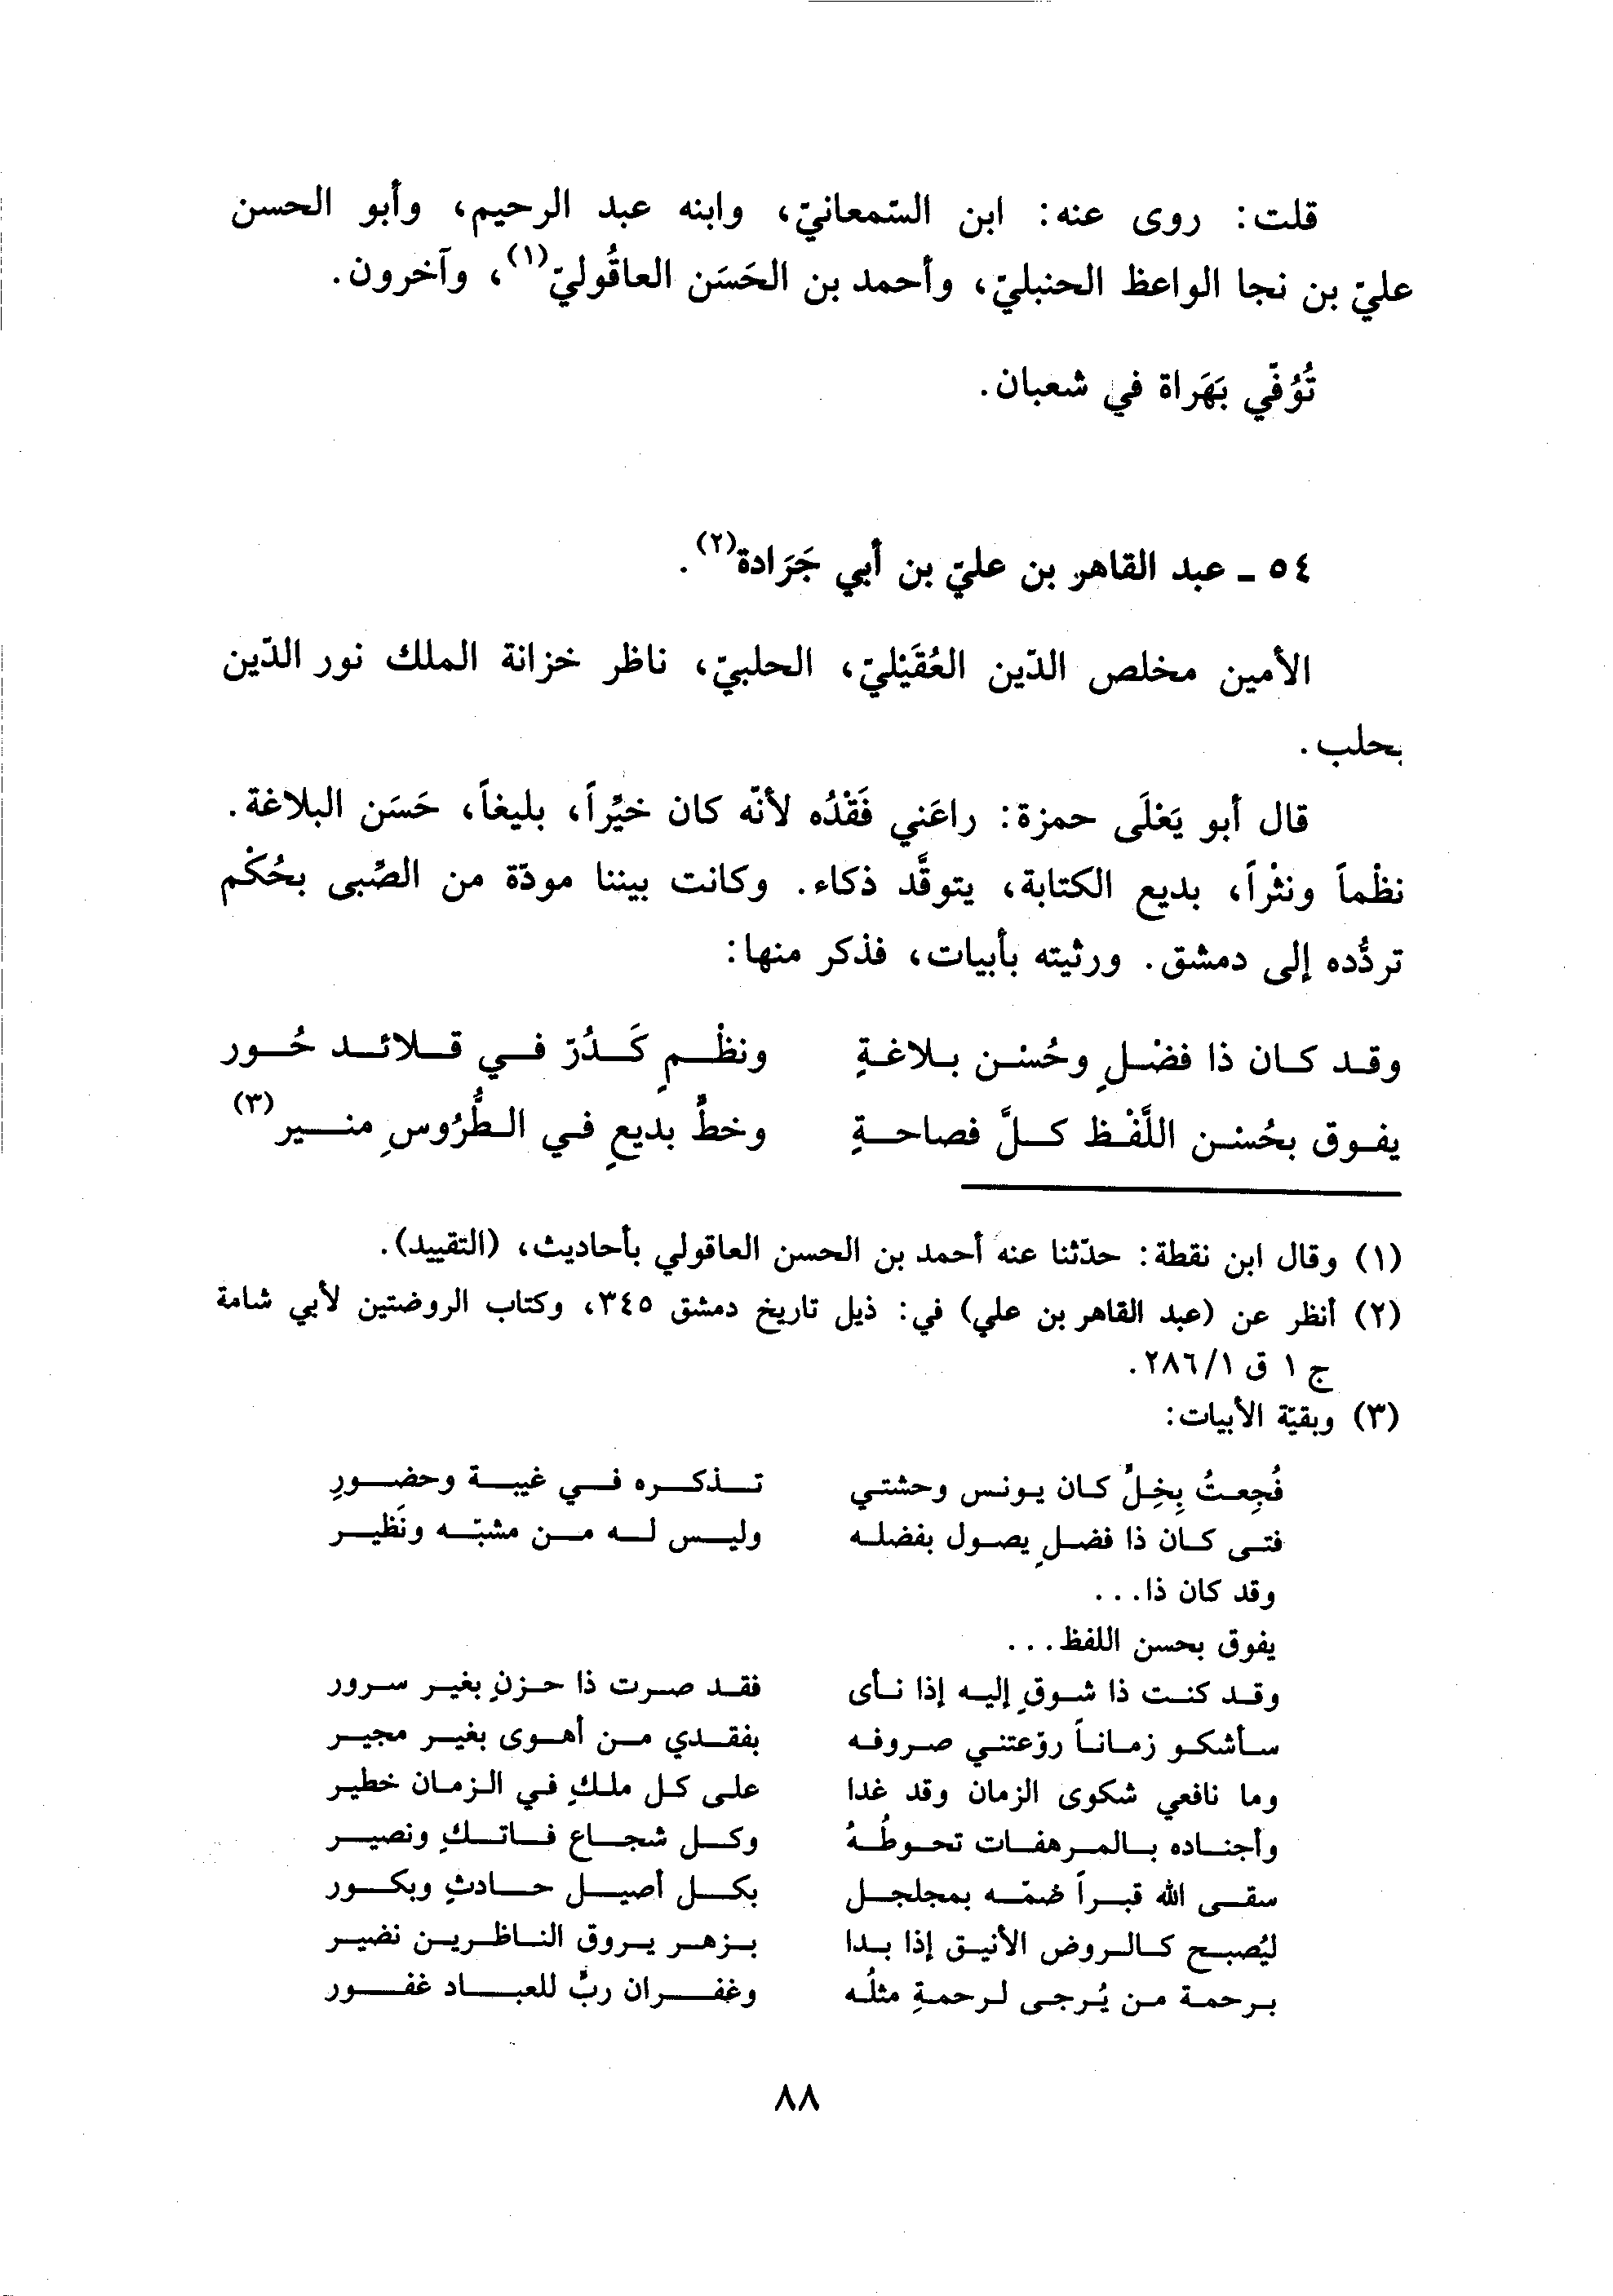 قلت: روى عنه: ابن السّمعانيّ، وابنه عبد الرحيم، وأبو الحسن
عليّ بن نجا الواعظ الحنبليّ، وأحمد بن الحَسَن العاقُوليّ(١)، وآخرون.
تُوُفّي بَهَراة في شعبان.
٥٤ ـ عبد القاهر بن عليّ بن أبي جَرَادة(٢).
الأمين مخلص الدّين العُقَيْليّ، الحلبيّ، ناظر خزانة الملك نور الدّين
بحلب.
قال أبو يَعْلَى حمزة: راعَني فَقْدُه لأنّه كان خيِّراً، بليغاً، حَسَن البلاغة.
نظْماً ونثْراً، بديع الكتابة، يتوقَّد ذكاء. وكانت بيننا مودّة من الصِّبى بحُكْم
تردُّده إلى دمشق. ورثيته بأبيات، فذكر منها:
وقد كان ذا فضْلٍ وحُسْن بلاغةٍ ونظْمٍ كَدُرّ في قلائد حُور
يفوق بحُسْن اللَّفْظ كلَّ فصاحةٍ وخطٍّ بديعٍ في الطُّرُوسِ منير(٣)
(١) وقال ابن نقطة: حدّثنا عنه أحمد بن الحسن العاقولي بأحاديث، (التقييد).
(٢) أنظر عن (عبد القاهر بن علي) في: ذيل تاريخ دمشق ٣٤٥، وكتاب الروضتين لأبي شامة
ج ١ ق ٢٨٦/١.
(٣) وبقيّة الأبيات:
فُجِعتُ بِخِلٍّ كان يونس وحشتي تذكره في غيبة وحضورِ
فتى كان ذا فضلٍ يصول بفضله وليس له من مشبّه ونَظير
وقد كان ذا...
يفوق بحسن اللفظ...
وقد كنت ذا شوقٍ إليه إذا نأى فقد صرت ذا حزنٍ بغير سرور
سأشكو زماناً روّعتني صروفه بفقدي من أهوى بغير مجير
وما نافعي شكوى الزمان وقد غدا على كل ملكٍ في الزمان خطير
وأجناده بالمرهفات تحوطُهُ وكل شجاع فاتكٍ ونصير
سقى الله قبراً ضمّه بمجلجل بكل أصيل حادثٍ وبكور
ليُصبح كالروض الأنيق إذا بدا بزهر يروق الناظرين نضير
برحمة من يُرجى لرحمةِ مثلُه وغفران ربٍّ للعباد غفور
٨٨